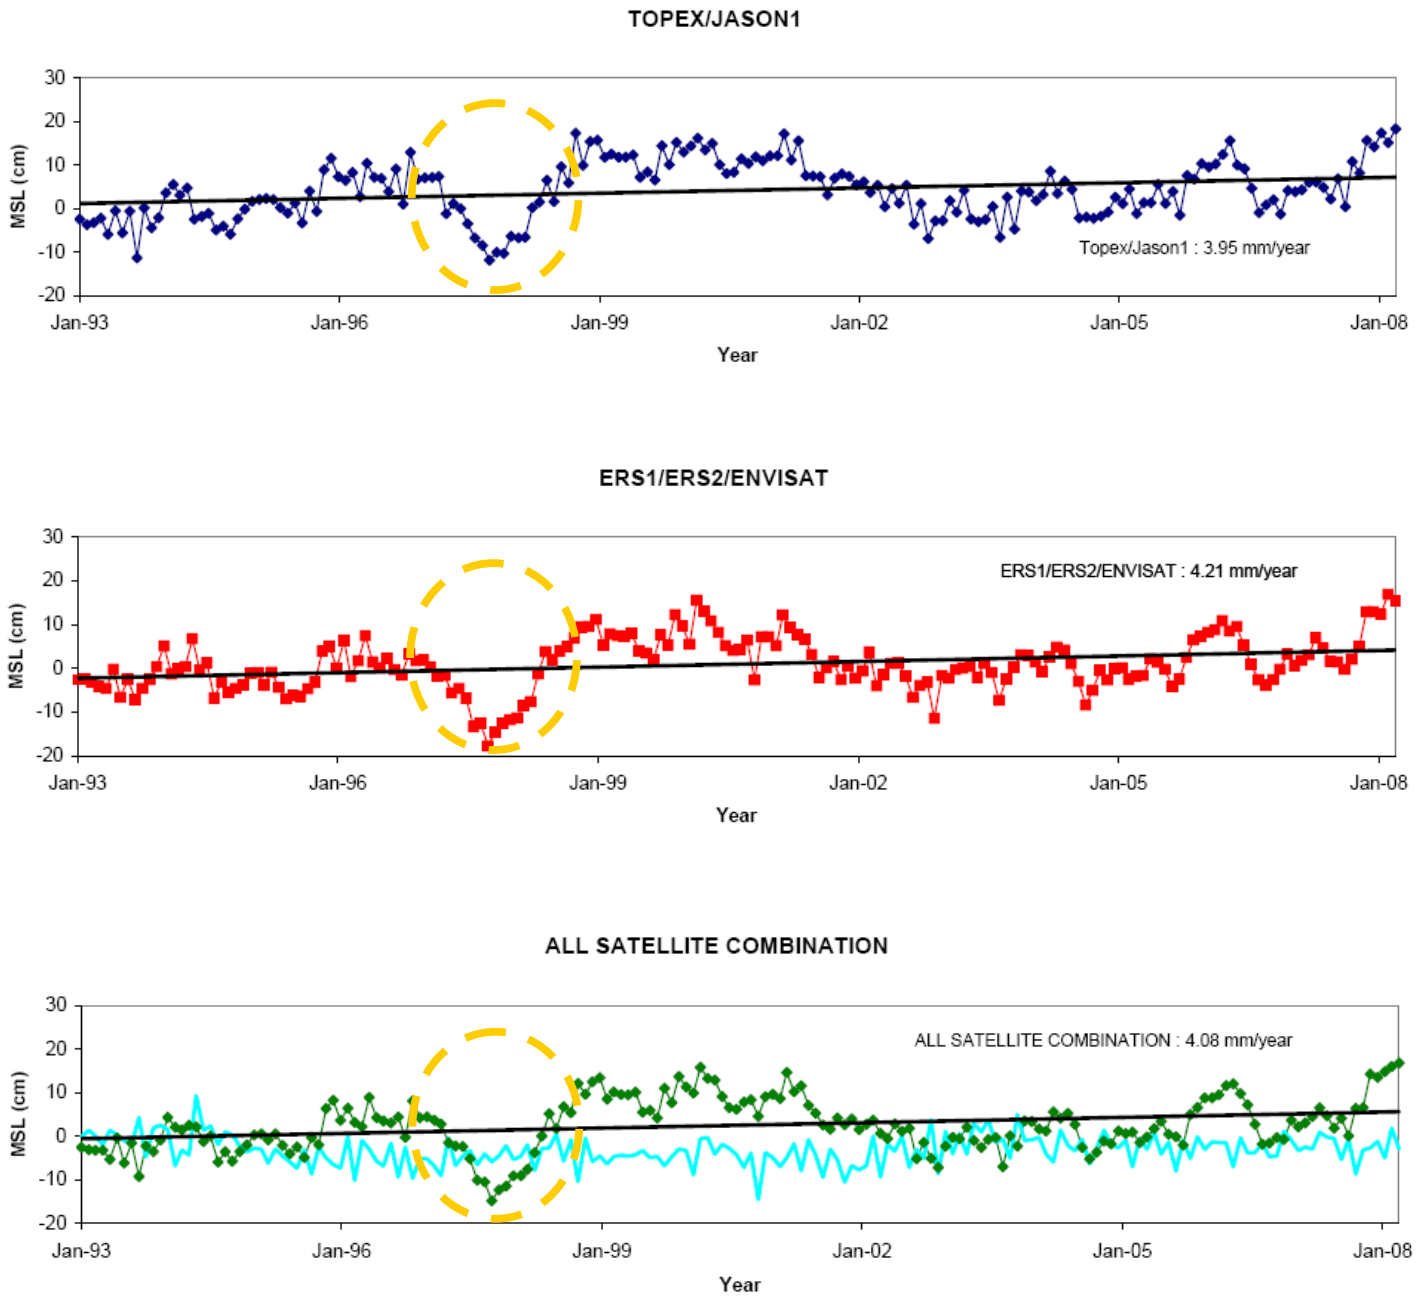 TOPEX/JASON1
30
20
10
0
-10
-20
MSL (cm)
Topex/Jason1 : 3.95 mm/year
Jan-93 Jan-96 Jan-99 Jan-02 Jan-05 Jan-08
Year
ERS1/ERS2/ENVISAT
30
20
10
0
-10
-20
MSL (cm)
ERS1/ERS2/ENVISAT : 4.21 mm/year
Jan-93 Jan-96 Jan-99 Jan-02 Jan-05 Jan-08
Year
ALL SATELLITE COMBINATION
30
20
10
0
-10
-20
MSL (cm)
ALL SATELLITE COMBINATION : 4.08 mm/year
Jan-93 Jan-96 Jan-99 Jan-02 Jan-05 Jan-08
Year